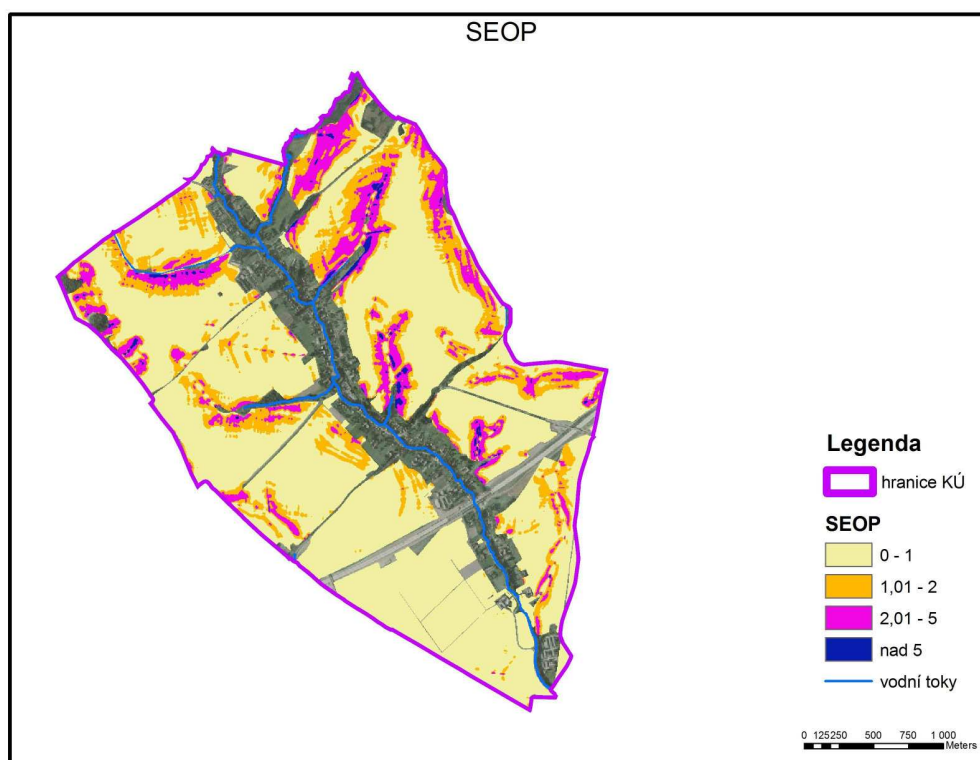 SEOP
Legenda
hranice KÚ
SEOP
0 - 1
1,01 - 2
2,01 - 5
nad 5
vodní toky
0 125250 500 750 1 000
Meters